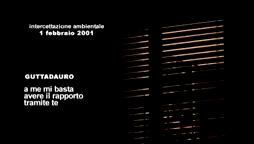 intercettazione ambientale
1 febbraio 2001
GUTTADAURO
a me mi basta
avere il rapporto
tramite te